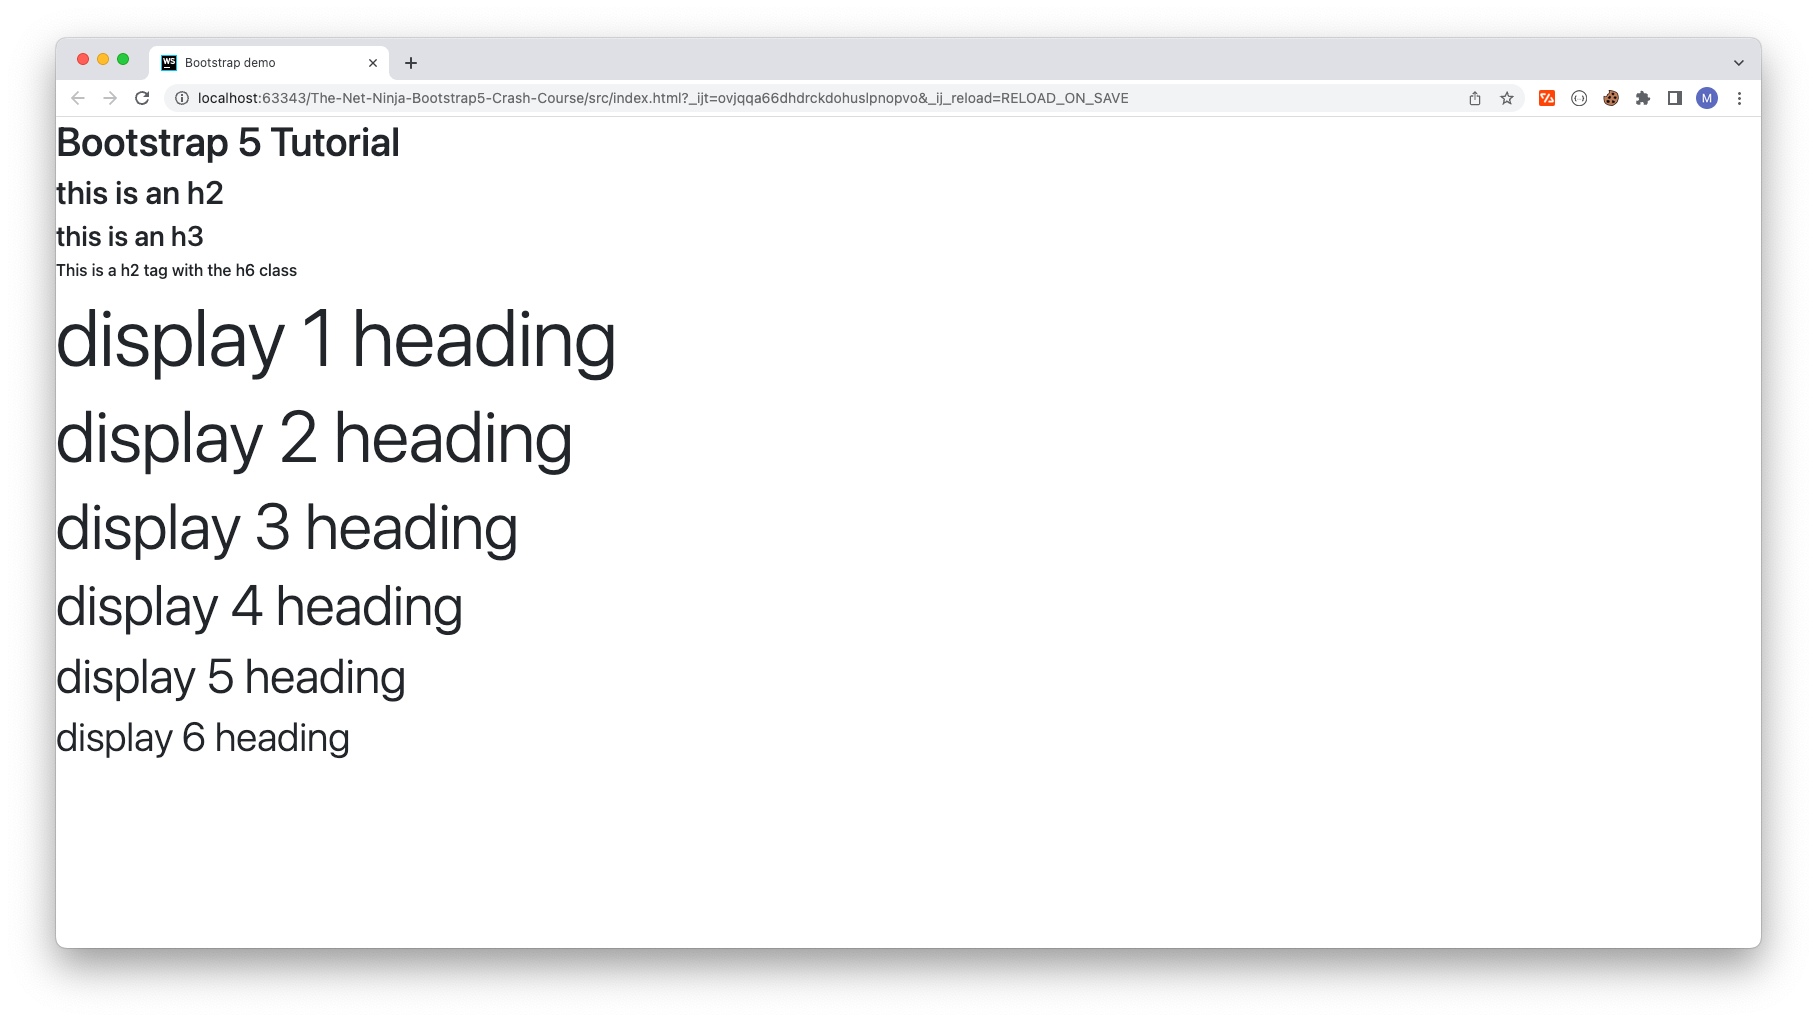 WS
Bootstrap demo
localhost:63343/The-Net-Ninja-Bootstrap5-Crash-Course/src/index.html?_ijt=ovjqqa66dhdrckdohuslpnopvo&_ij_reload=RELOAD_ON_SAVE
M
Bootstrap 5 Tutorial
this is an h2
this is an h3
This is a h2 tag with the h6 class
display 1 heading
display 2 heading
display 3 heading
display 4 heading
display 5 heading
display 6 heading